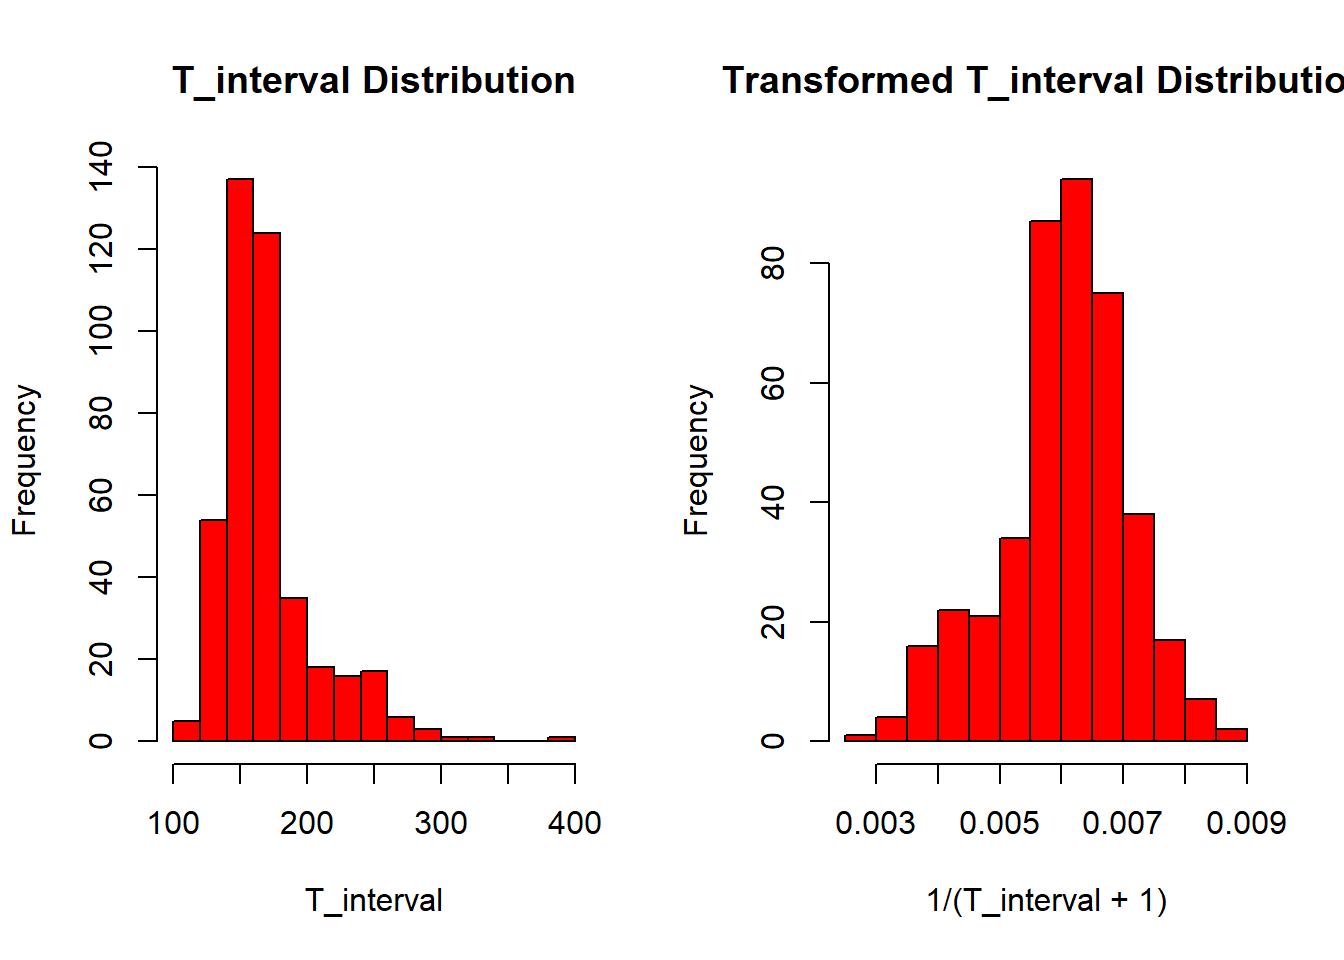 T_interval Distribution
140
120
100
80
60
40
20
0
Frequency
100 200 300 400
T_interval
Transformed T_interval Distributio
80
60
40
20
0
Frequency
0.003 0.005 0.007 0.009
1/(T_interval + 1)